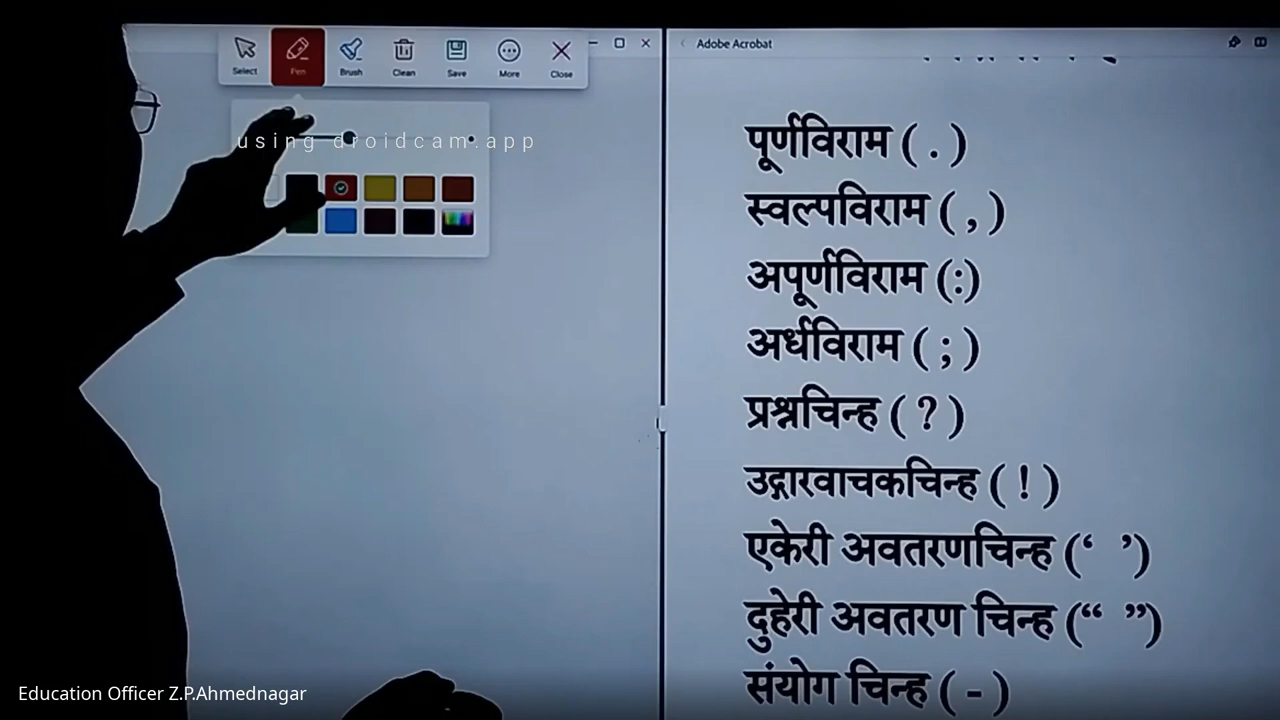 Select Pen Brush Clean Save More Close
Adobe Acrobat
using droidcam.app
पूर्णविराम ( . )
स्वल्पविराम ( , )
अपूर्णविराम (:)
अर्धविराम ( ; )
प्रश्नचिन्ह ( ? )
उद्गारवाचकचिन्ह ( ! )
एकेरी अवतरणचिन्ह (‘ ’)
दुहेरी अवतरण चिन्ह (“ ”)
संयोग चिन्ह ( - )
Education Officer Z.P.Ahmednagar